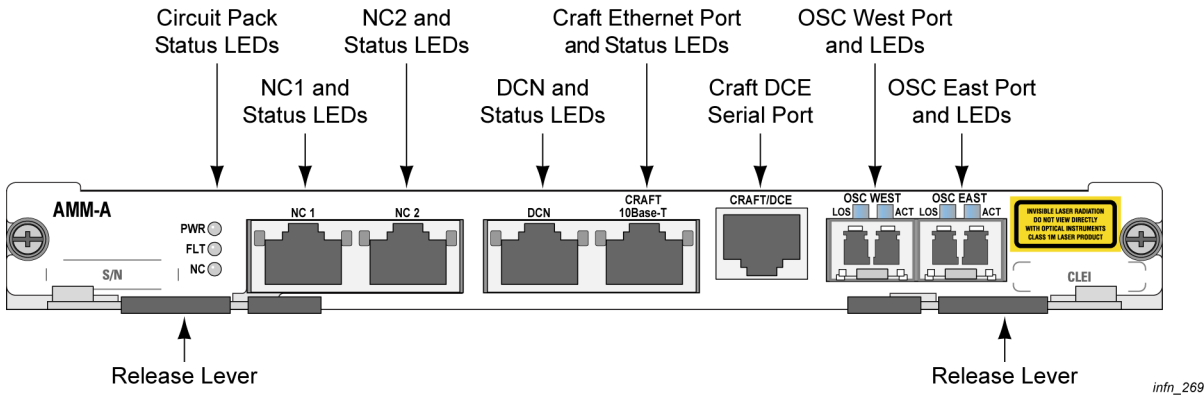 Circuit Pack
Status LEDs
NC2 and
Status LEDs
Craft Ethernet Port
and Status LEDs
OSC West Port
and LEDs
NC1 and
Status LEDs
DCN and
Status LEDs
Craft DCE
Serial Port
OSC East Port
and LEDs
AMM-A
S/N
PWR
FLT
NC
NC 1
NC 2
DCN
CRAFT
10Base-T
CRAFT/DCE
OSC WEST
LOS ACT
OSC EAST
LOS ACT
INVISIBLE LASER RADIATION
DO NOT VIEW DIRECTLY
WITH OPTICAL INSTRUMENTS
CLASS 1M LASER PRODUCT
CLEI
Release Lever
Release Lever
infn_269